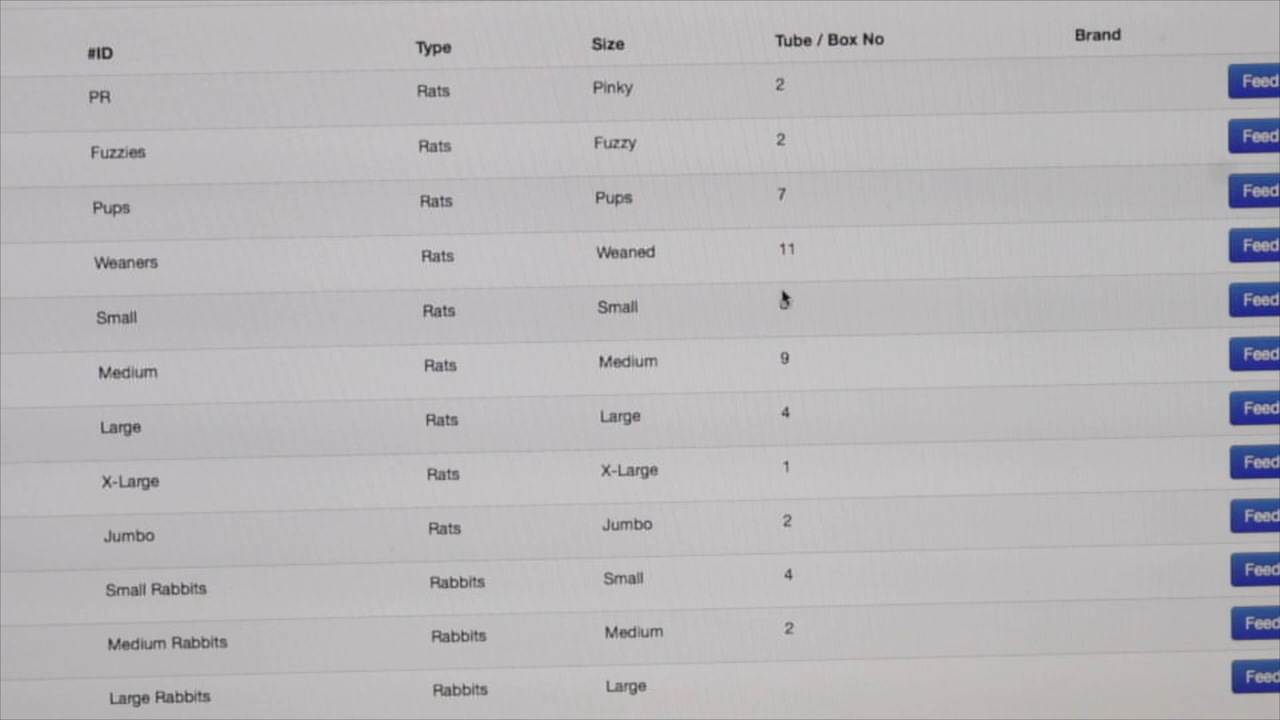 #ID Type Size Tube / Box No Brand
PR Rats Pinky 2 Feed
Fuzzies Rats Fuzzy 2 Feed
Pups Rats Pups 7 Feed
Weaners Rats Weaned 11 Feed
Small Rats Small Feed
Medium Rats Medium 9 Feed
Large Rats Large 4 Feed
X-Large Rats X-Large 1 Feed
Jumbo Rats Jumbo 2 Feed
Small Rabbits Rabbits Small 4 Feed
Medium Rabbits Rabbits Medium 2 Feed
Large Rabbits Rabbits Large Feed